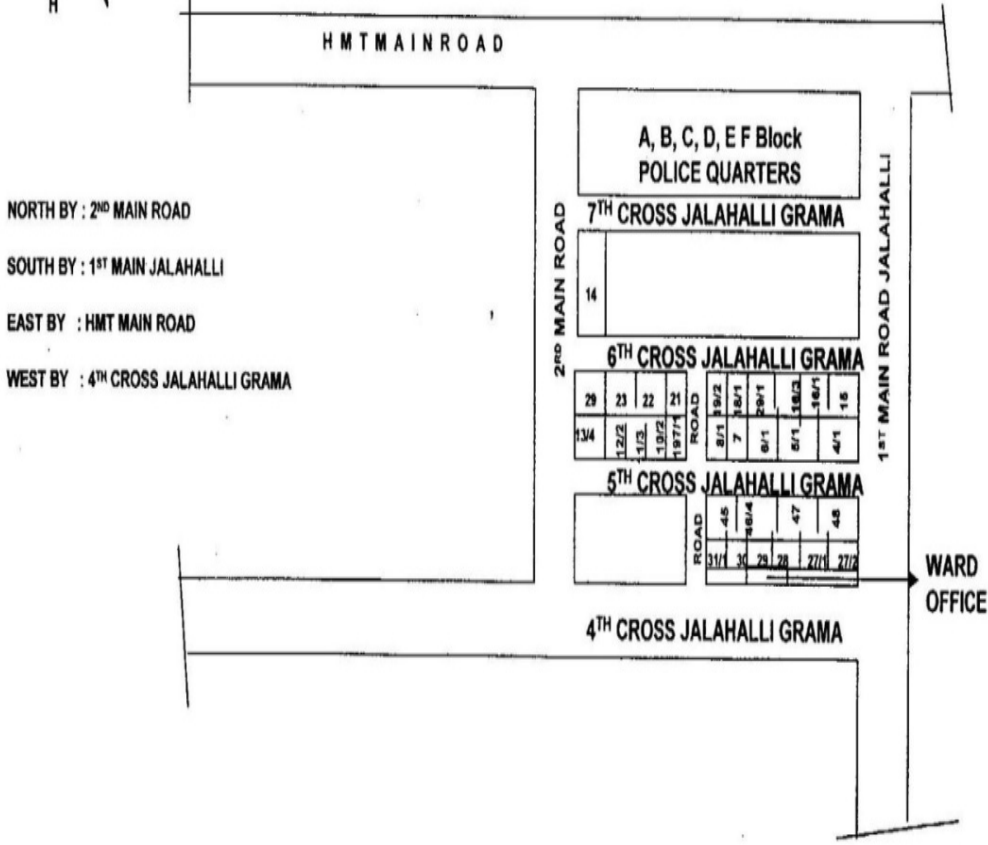 H
HMTMAINROAD
A, B, C, D, E F Block
POLICE QUARTERS
7TH CROSS JALAHALLI GRAMA
NORTH BY : 2ND MAIN ROAD
SOUTH BY : 1ST MAIN JALAHALLI
EAST BY : HMT MAIN ROAD
WEST BY : 4TH CROSS JALAHALLI GRAMA
2RD MAIN ROAD
1ST MAIN ROAD JALAHALLI
14
6TH CROSS JALAHALLI GRAMA
29 23 22 21 ROAD 19/2 18/1 29/1 16/3 16/1 15
13/4 12/2 1/3 10/2 197/1 8/1 7 6/1 5/1 4/1
5TH CROSS JALAHALLI GRAMA
ROAD 45 46/4 47 48
31/1 30 29 28 27/1 27/2
WARD
OFFICE
4TH CROSS JALAHALLI GRAMA